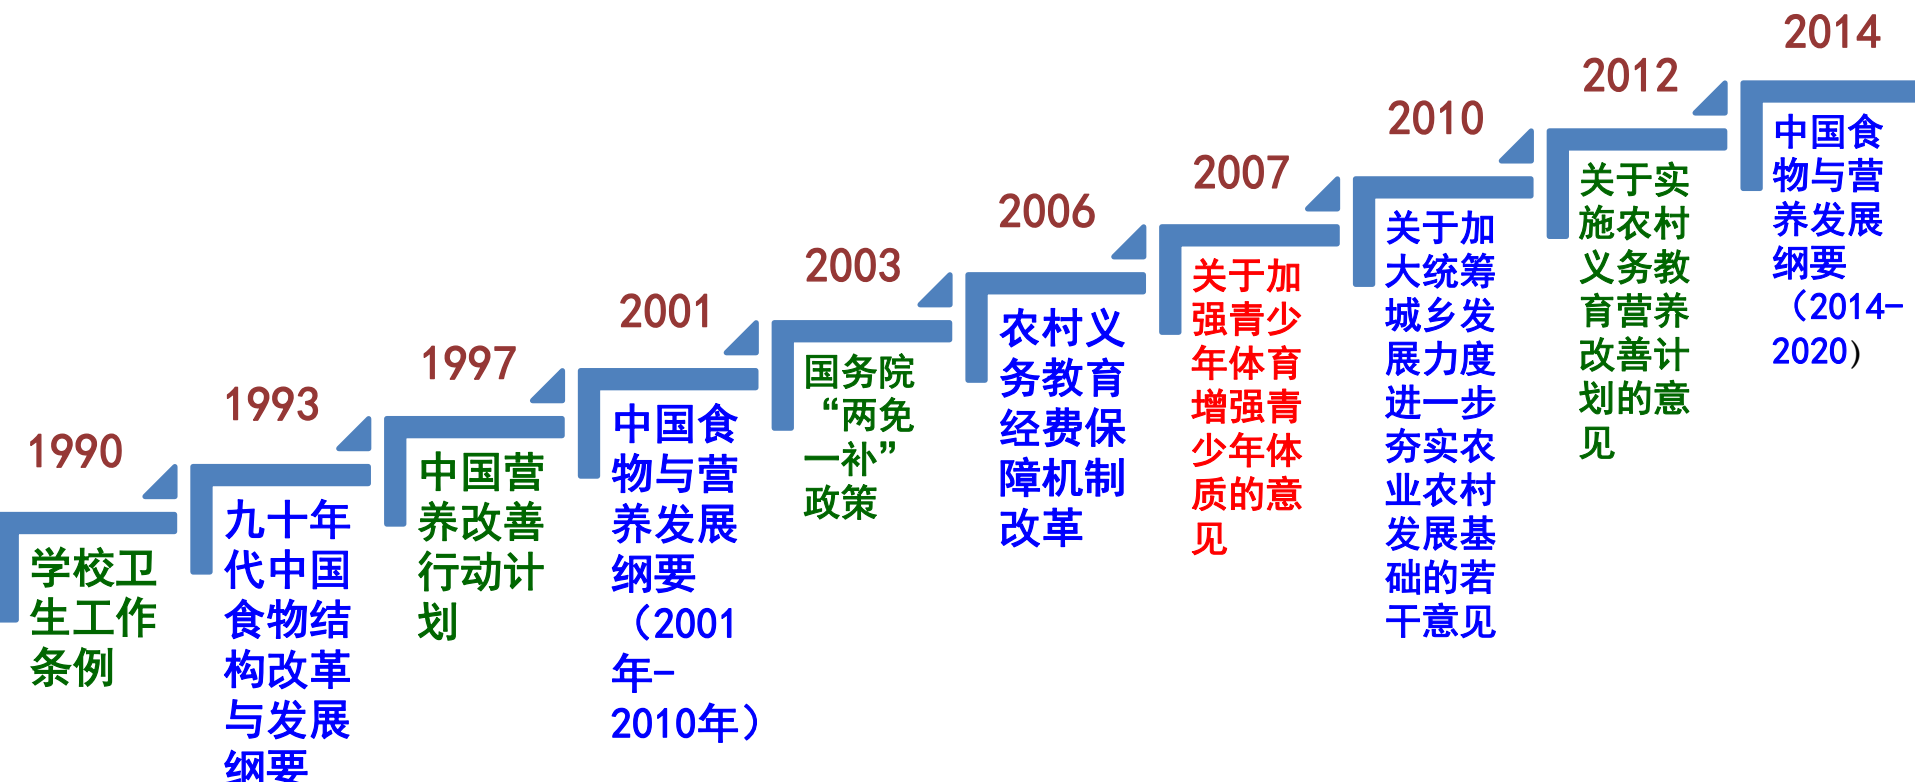 1990
学校卫
生工作
条例
1993
九十年
代中国
食物结
构改革
与发展
纲要
1997
中国营
养改善
行动计
划
2001
中国食
物与营
养发展
纲要
（2001
年-
2010年）
2003
国务院
“两免
一补”
政策
2006
农村义
务教育
经费保
障机制
改革
2007
关于加
强青少
年体育
增强青
少年体
质的意
见
2010
关于加
大统筹
城乡发
展力度
进一步
夯实农
业农村
发展基
础的若
干意见
2012
关于实
施农村
义务教
育营养
改善计
划的意
见
2014
中国食
物与营
养发展
纲要
（2014-
2020）